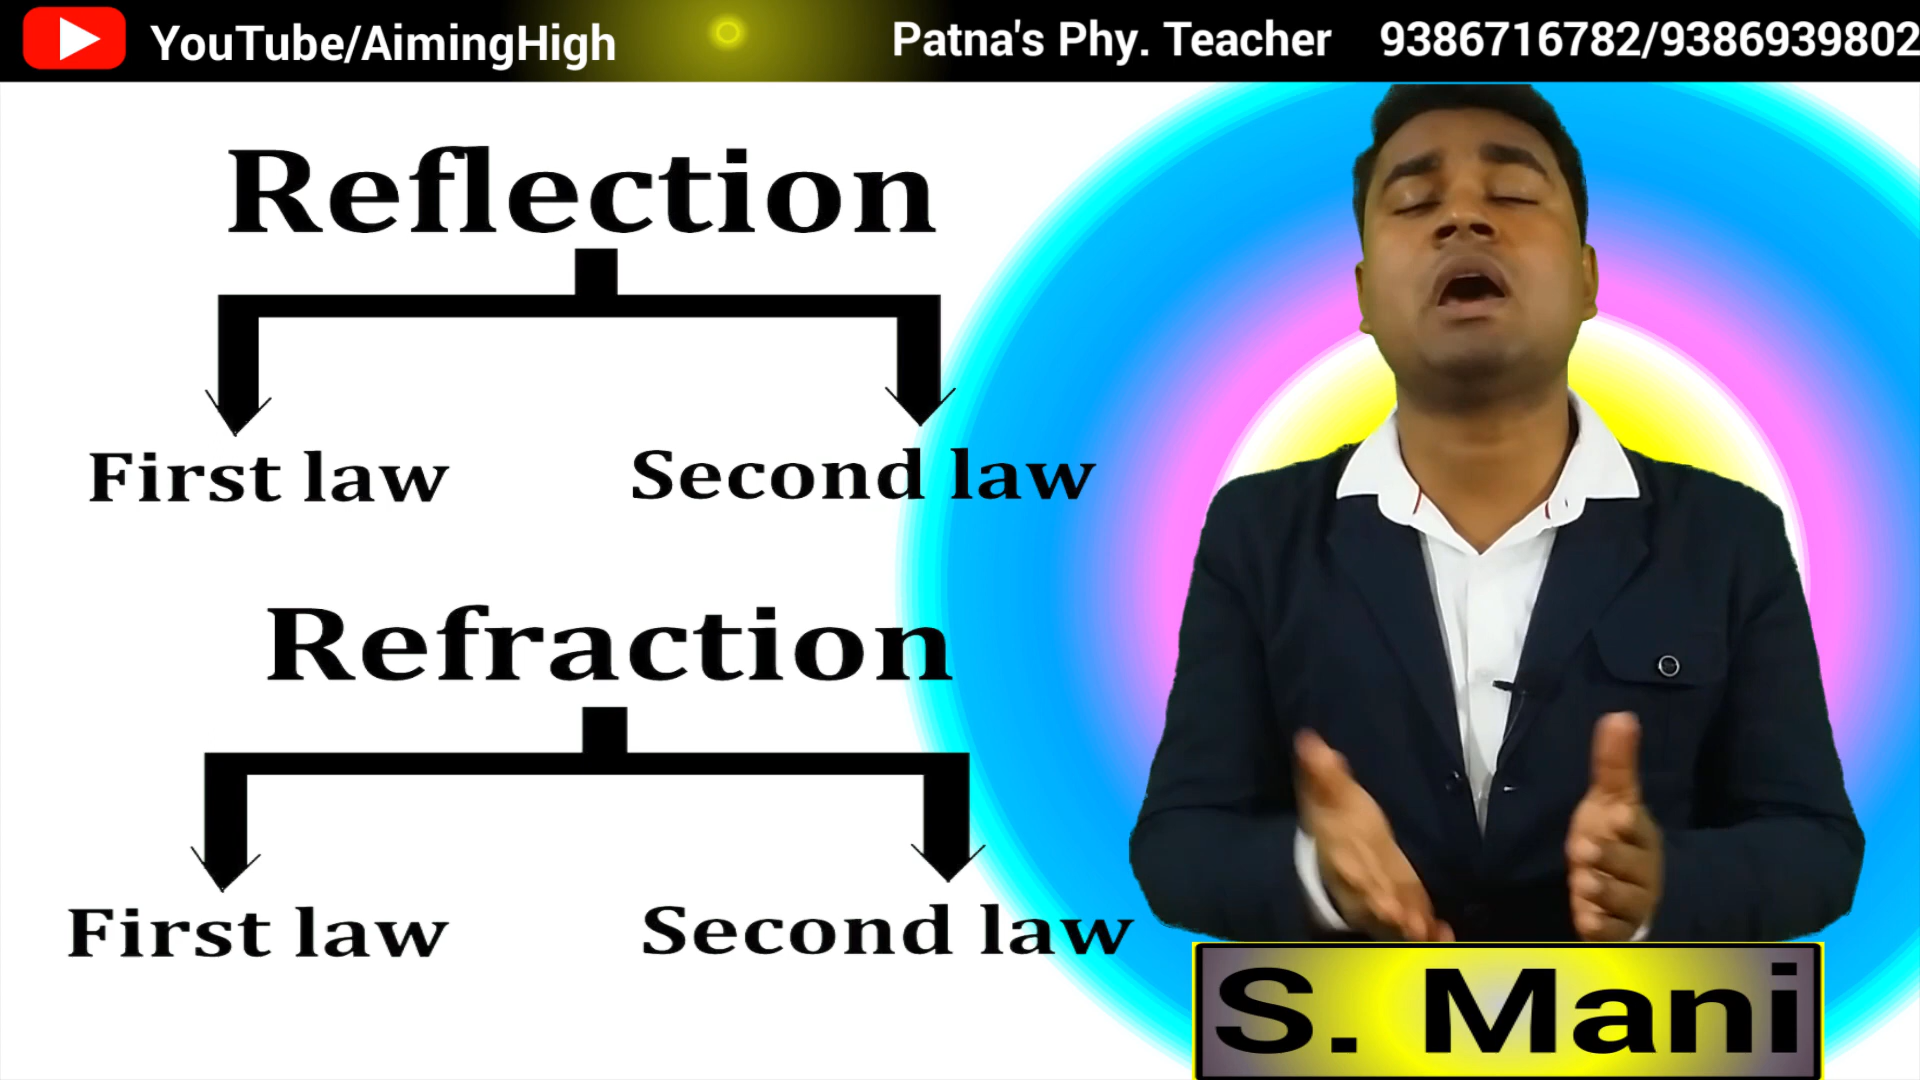 YouTube/AimingHigh
Patna's Phy. Teacher 9386716782/9386939802
Reflection
First law
Second law
Refraction
First law
Second law
S. Mani